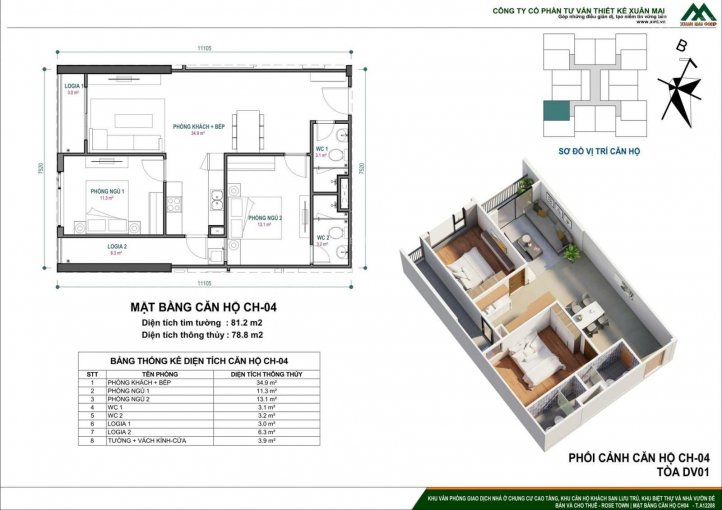 CÔNG TY CỔ PHẦN TƯ VẤN THIẾT KẾ XUÂN MAI
Góp những điều giản dị, tạo niềm tin vững bền
www.xmt.vn
XUAN MAI CORP
11105
LOGIA 1
3.0 m²
PHÒNG KHÁCH + BẾP
34.9 m²
WC 1
3.1 m²
7520
7520
PHÒNG NGỦ 1
11.3 m²
PHÒNG NGỦ 2
13.1 m²
WC 2
3.2 m²
LOGIA 2
6.3 m²
11105
B
SƠ ĐỒ VỊ TRÍ CĂN HỘ
MẶT BẰNG CĂN HỘ CH-04
Diện tích tim tường : 81.2 m2
Diện tích thông thủy : 78.8 m2
BẢNG THỐNG KÊ DIỆN TÍCH CĂN HỘ CH-04
STT TÊN PHÒNG DIỆN TÍCH THÔNG THỦY
1 PHÒNG KHÁCH + BẾP 34.9 m²
2 PHÒNG NGỦ 1 11.3 m²
3 PHÒNG NGỦ 2 13.1 m²
4 WC 1 3.1 m²
5 WC 2 3.2 m²
6 LOGIA 1 3.0 m²
7 LOGIA 2 6.3 m²
8 TƯỜNG + VÁCH KÍNH-CỬA 3.9 m²
PHỐI CẢNH CĂN HỘ CH-04
TÒA DV01
KHU VĂN PHÒNG GIAO DỊCH NHÀ Ở CHUNG CƯ CAO TẦNG, KHU CĂN HỘ KHÁCH SẠN LƯU TRÚ, KHU BIỆT THỰ VÀ NHÀ VƯỜN ĐỂ
BÁN VÀ CHO THUÊ - ROSE TOWN | MẶT BẰNG CĂN HỘ CH04 - T.A12208